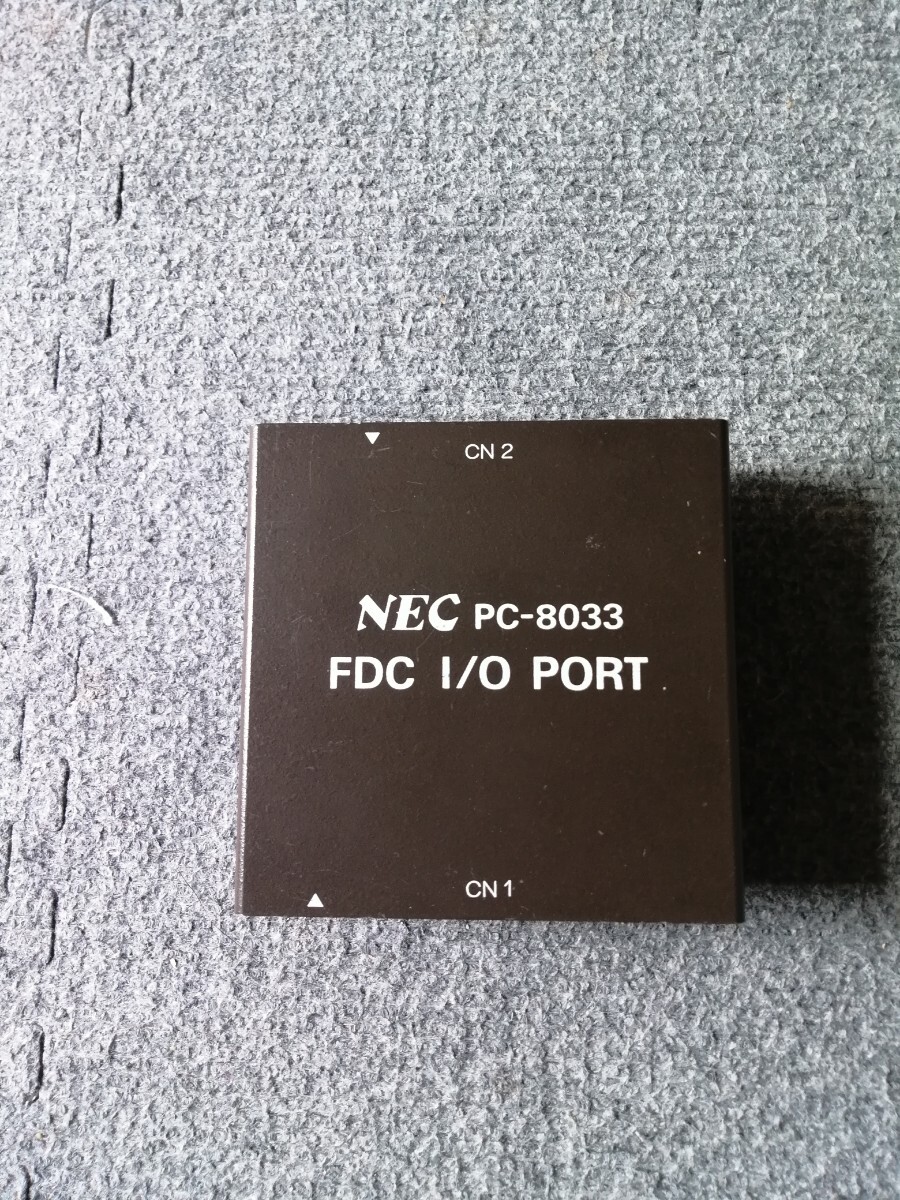 CN 2
NEC PC-8033
FDC I/O PORT
CN 1